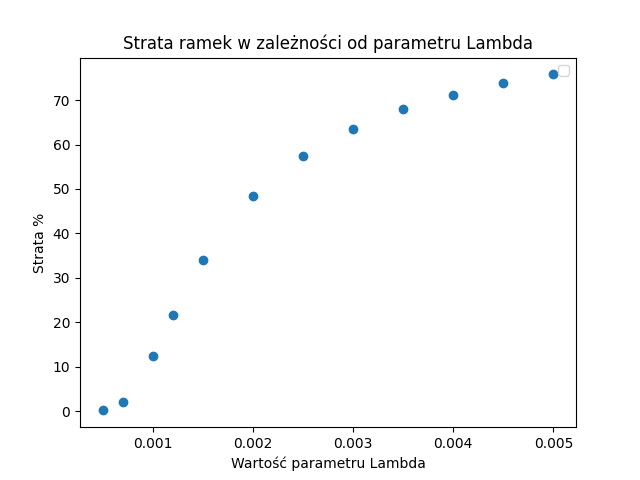 Strata ramek w zależności od parametru Lambda
70
60
50
40
30
20
10
0
Strata %
0.001 0.002 0.003 0.004 0.005
Wartość parametru Lambda